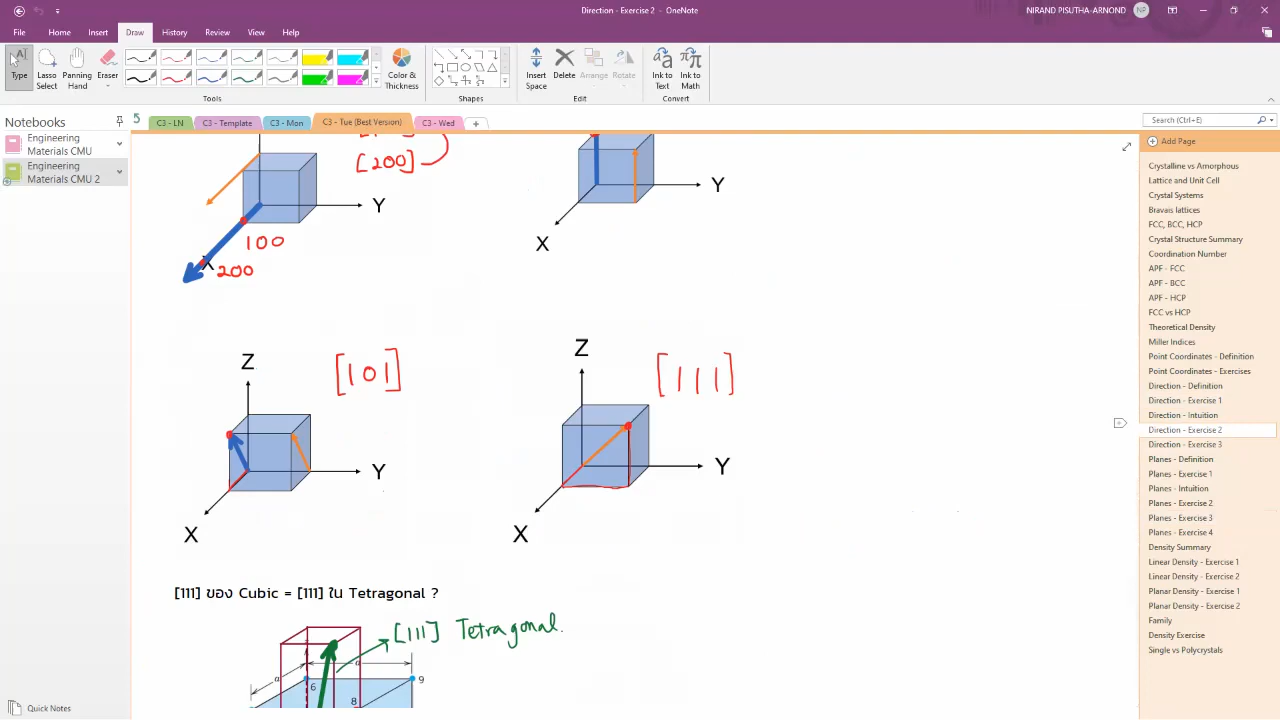 Direction - Exercise 2 - OneNote
NIRAND PISUTHA-ARNOND NP
File Home Insert Draw History Review View Help
Type
Lasso Select
Panning Hand
Eraser
Color & Thickness
Insert Space
Delete
Arrange
Rotate
Ink to Text
Ink to Math
Tools Shapes Edit Convert
Notebooks
C3 - LN C3 - Template C3 - Mon C3 - Tue (Best Version) C3 - Wed
Search (Ctrl+E)
Engineering Materials CMU
Engineering Materials CMU 2
Quick Notes
Add Page
Crystalline vs Amorphous
Lattice and Unit Cell
Crystal Systems
Bravais lattices
FCC, BCC, HCP
Crystal Structure Summary
Coordination Number
APF - FCC
APF - BCC
APF - HCP
FCC vs HCP
Theoretical Density
Miller Indices
Point Coordinates - Definition
Point Coordinates - Exercises
Direction - Definition
Direction - Exercise 1
Direction - Intuition
Direction - Exercise 2
Direction - Exercise 3
Planes - Definition
Planes - Exercise 1
Planes - Intuition
Planes - Exercise 2
Planes - Exercise 3
Planes - Exercise 4
Density Summary
Linear Density - Exercise 1
Linear Density - Exercise 2
Planar Density - Exercise 1
Planar Density - Exercise 2
Family
Density Exercise
Single vs Polycrystals
[200]
Y
100
X
200
Y
X
Z
[101]
Y
X
Z
[111]
Y
X
[111] ของ Cubic = [111] ใน Tetragonal ?
[111] Tetragonal.
a
a
6
9
8